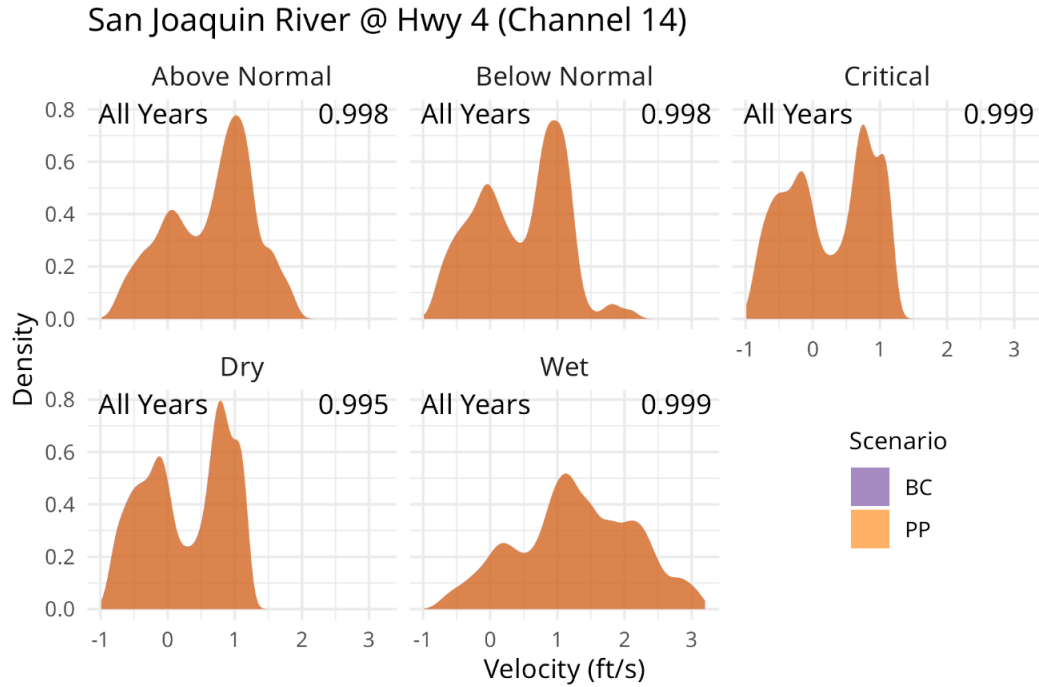 San Joaquin River @ Hwy 4 (Channel 14)
Above Normal
Below Normal
Critical
All Years 0.998
All Years 0.998
All Years 0.999
0.8
0.6
0.4
0.2
0.0
-1 0 1 2 3
Density
Dry
Wet
All Years 0.995
All Years 0.999
0.8
0.6
0.4
0.2
0.0
-1 0 1 2 3
-1 0 1 2 3
Velocity (ft/s)
Scenario
BC
PP